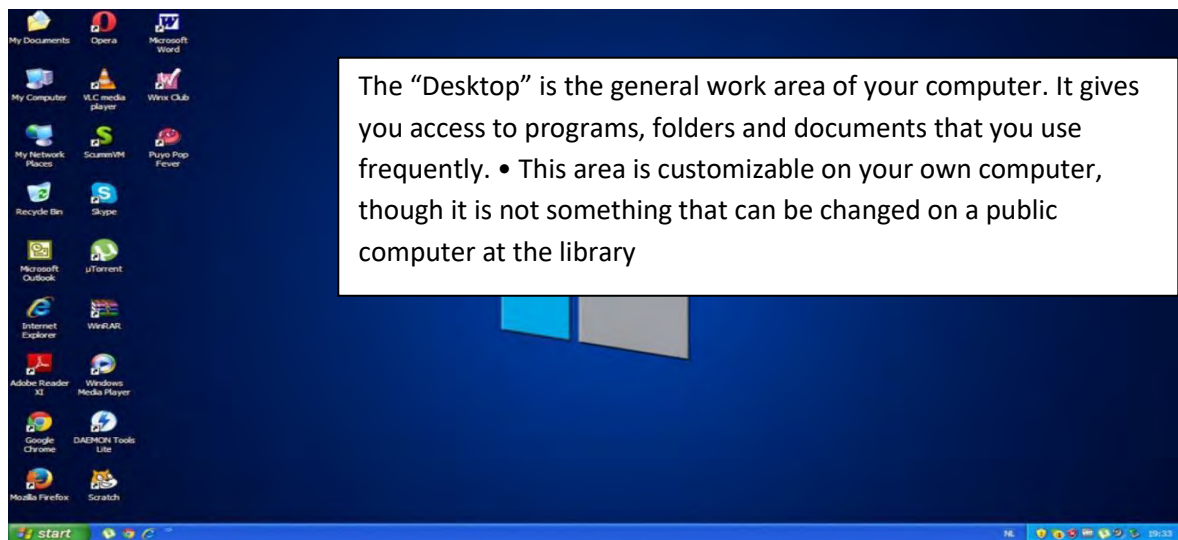 My Documents
Opera
Microsoft
Word
The “Desktop” is the general work area of your computer. It gives
you access to programs, folders and documents that you use
frequently. • This area is customizable on your own computer,
though it is not something that can be changed on a public
computer at the library
My Computer
VLC media
player
Winx Club
My Network
Places
ScummVM
Puyo Pop
Fever
Recycle Bin
Skype
Microsoft
Outlook
µTorrent
Internet
Explorer
WinRAR
Adobe Reader
XI
Windows
Media Player
Google
Chrome
DAEMON Tools
Lite
Mozilla Firefox
Scratch
start
NL
19:33